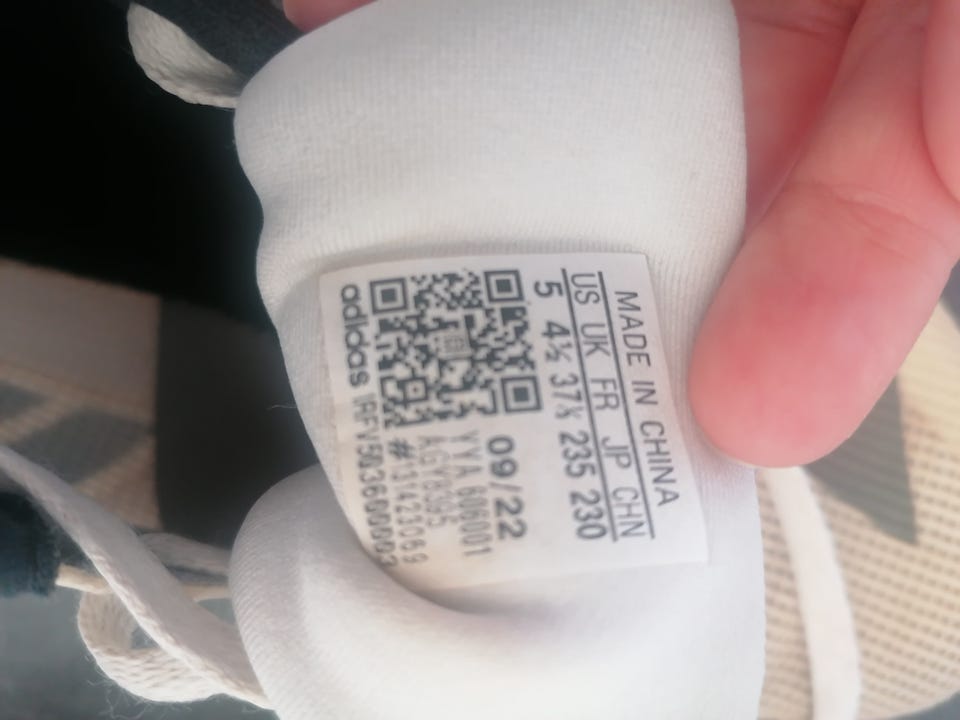 MADE IN CHINA
US UK FR JP CHN
5 4½ 37⅓ 235 230
09/22
YYA 606001
#131423069
adidas